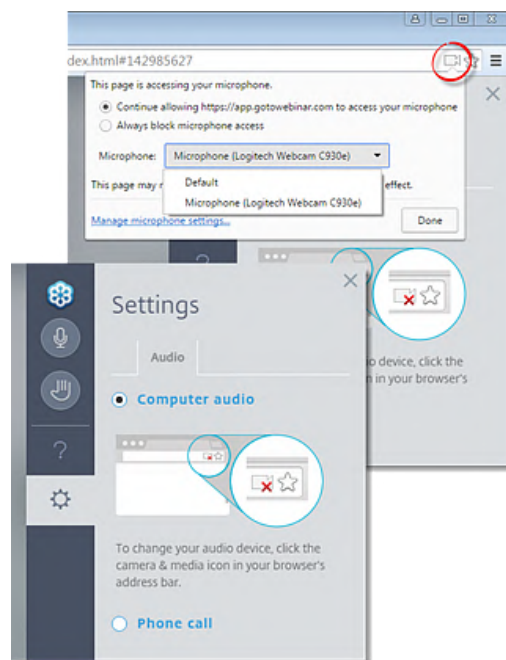 dex.html#142985627
This page is accessing your microphone.
Continue allowing https://app.gotowebinar.com to access your microphone
Always block microphone access
Microphone: Microphone (Logitech Webcam C930e)
Default
This page may effect.
Microphone (Logitech Webcam C930e)
Manage microphone settings...
Done
?
io device, click the
n in your browser's
Settings
Audio
Computer audio
?
To change your audio device, click the
camera & media icon in your browser's
address bar.
Phone call